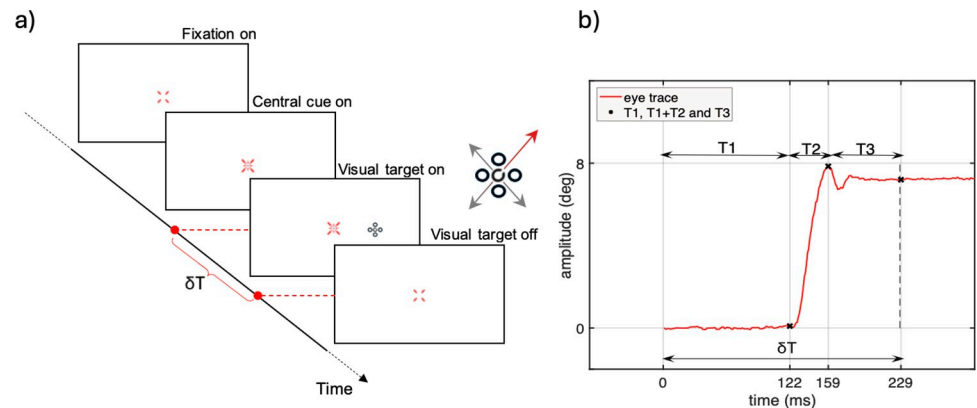 a)
Fixation on
Central cue on
Visual target on
Visual target off
δT
Time
b)
eye trace
T1, T1+T2 and T3
T1
T2
T3
8
0
amplitude (deg)
δT
0
122
159
229
time (ms)